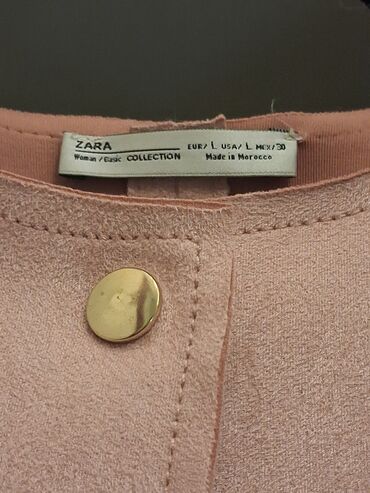 ZARA
Woman / Basic COLLECTION
EUR/ L USA/ L MEX/ 30
Made in Morocco